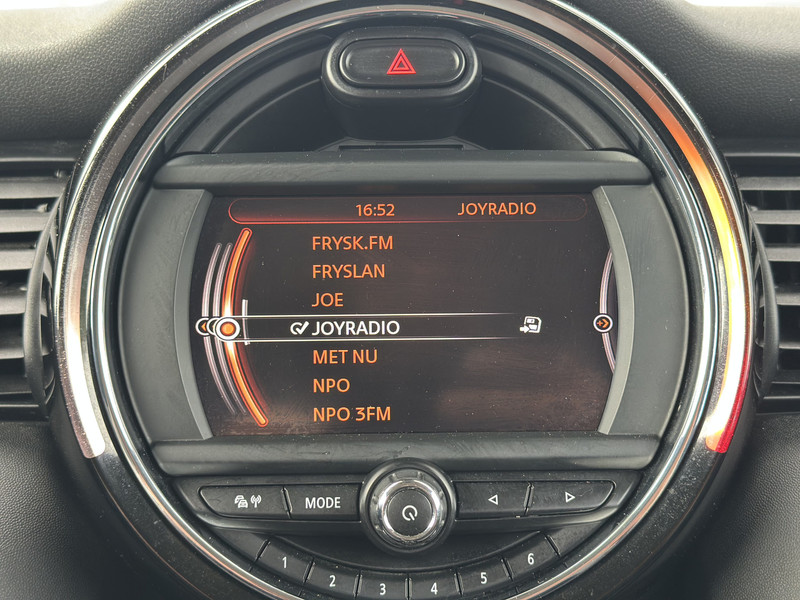 16:52 JOYRADIO
FRYSK.FM
FRYSLAN
JOE
JOYRADIO
MET NU
NPO
NPO 3FM
MODE
1 2 3 4 5 6